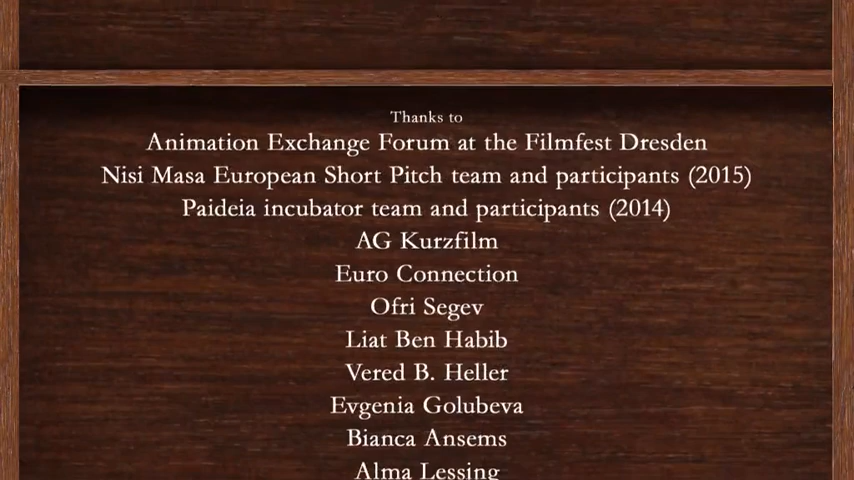 Thanks to
Animation Exchange Forum at the Filmfest Dresden
Nisi Masa European Short Pitch team and participants (2015)
Paideia incubator team and participants (2014)
AG Kurzfilm
Euro Connection
Ofri Segev
Liat Ben Habib
Vered B. Heller
Evgenia Golubeva
Bianca Ansems
Alma Lessing